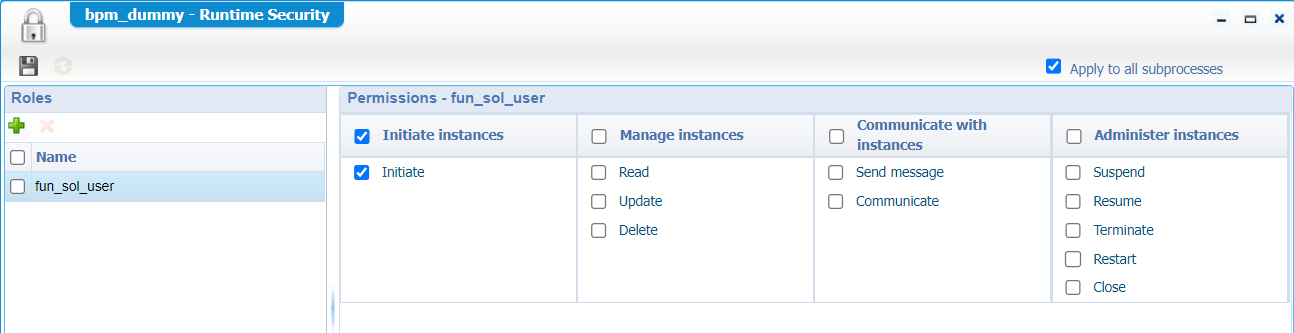 bpm_dummy - Runtime Security
Apply to all subprocesses
Roles
Permissions - fun_sol_user
Name
fun_sol_user
Initiate instances
Manage instances
Communicate with
instances
Administer instances
Initiate
Read
Send message
Suspend
Update
Communicate
Resume
Delete
Terminate
Restart
Close